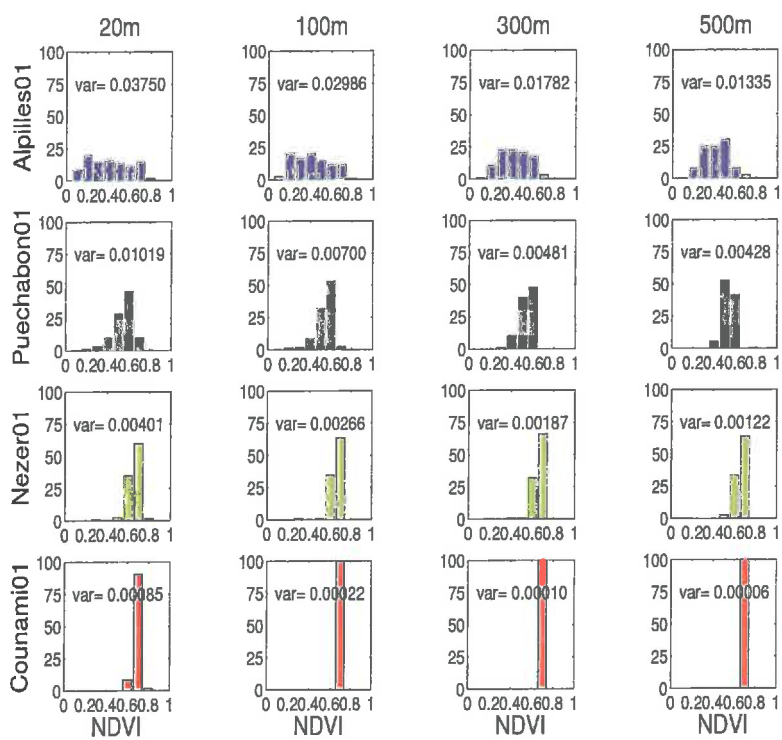 20m 100m 300m 500m
Alpilles01
100 75 50 25 0
var= 0.03750
0 0.20.40.60.8 1
100 75 50 25 0
var= 0.02986
0 0.20.40.60.8 1
100 75 50 25 0
var= 0.01782
0 0.20.40.60.8 1
100 75 50 25 0
var= 0.01335
0 0.20.40.60.8 1
Puechabon01
100 75 50 25 0
var= 0.01019
0 0.20.40.60.8 1
100 75 50 25 0
var= 0.00700
0 0.20.40.60.8 1
100 75 50 25 0
var= 0.00481
0 0.20.40.60.8 1
100 75 50 25 0
var= 0.00428
0 0.20.40.60.8 1
Nezer01
100 75 50 25 0
var= 0.00401
0 0.20.40.60.8 1
100 75 50 25 0
var= 0.00266
0 0.20.40.60.8 1
100 75 50 25 0
var= 0.00187
0 0.20.40.60.8 1
100 75 50 25 0
var= 0.00122
0 0.20.40.60.8 1
Counami01
100 75 50 25 0
var= 0.00085
0 0.20.40.60.8 1
NDVI
100 75 50 25 0
var= 0.00022
0 0.20.40.60.8 1
NDVI
100 75 50 25 0
var= 0.00010
0 0.20.40.60.8 1
NDVI
100 75 50 25 0
var= 0.00006
0 0.20.40.60.8 1
NDVI